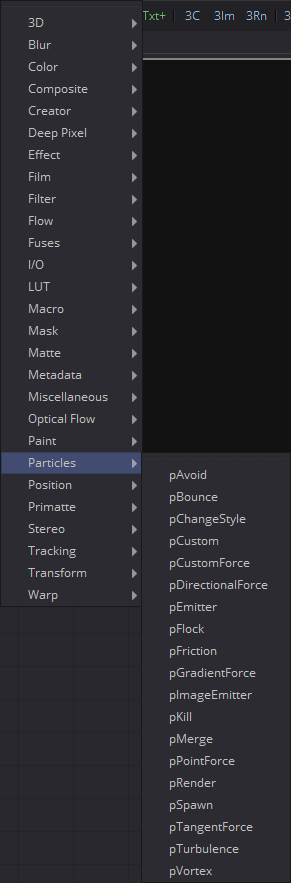 Txt+ 3C 3Im 3Rn 3
3D
Blur
Color
Composite
Creator
Deep Pixel
Effect
Film
Filter
Flow
Fuses
I/O
LUT
Macro
Mask
Matte
Metadata
Miscellaneous
Optical Flow
Paint
Particles
Position
Primatte
Stereo
Tracking
Transform
Warp
pAvoid
pBounce
pChangeStyle
pCustom
pCustomForce
pDirectionalForce
pEmitter
pFlock
pFriction
pGradientForce
pImageEmitter
pKill
pMerge
pPointForce
pRender
pSpawn
pTangentForce
pTurbulence
pVortex